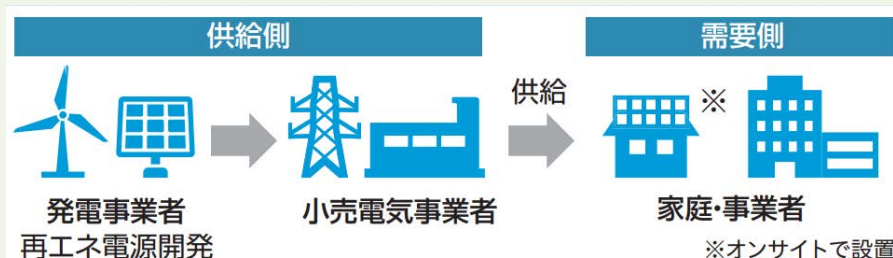 供給側
需要側
供給
※
発電事業者
再エネ電源開発
小売電気事業者
家庭・事業者
※オンサイトで設置